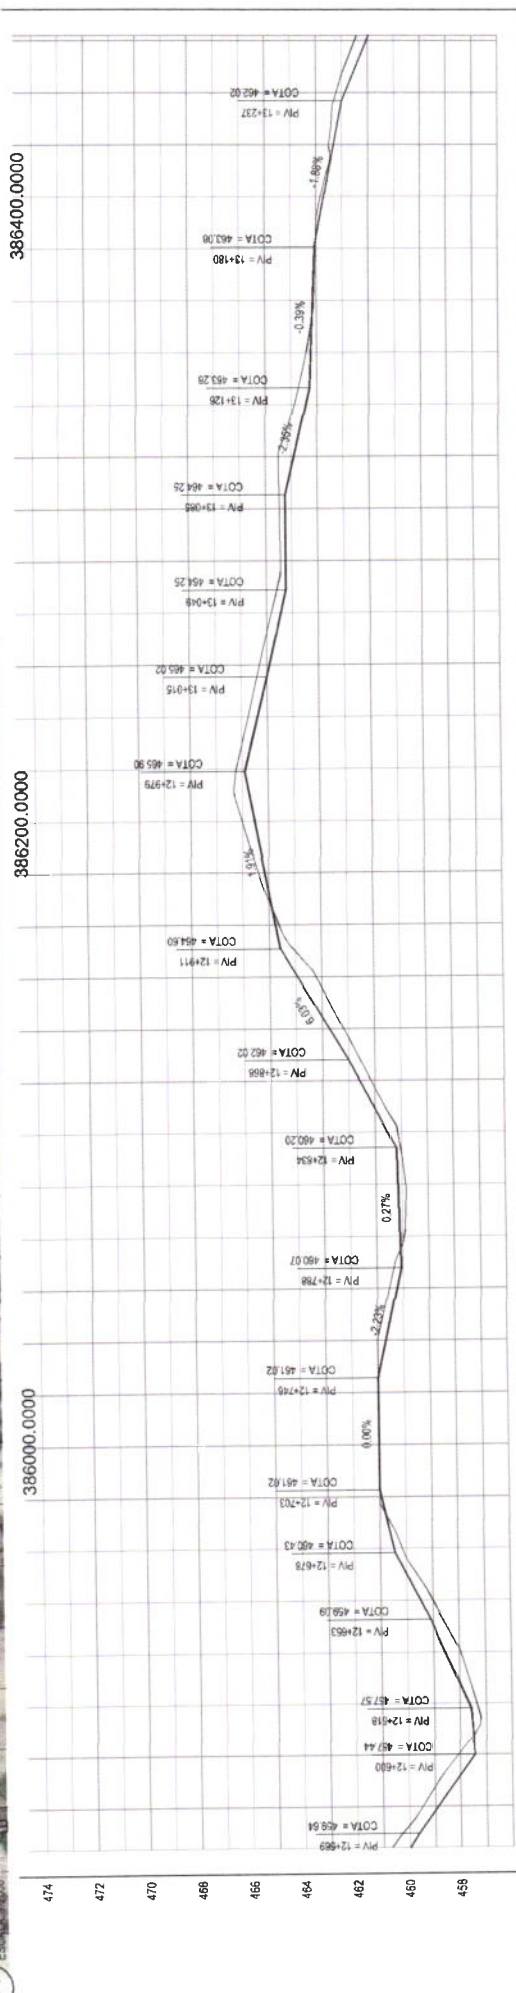 386400.0000
386200.0000
386000.0000
PIV = 13+237
COTA = 462.02
-1.88%
PIV = 13+180
COTA = 463.08
-0.39%
PIV = 13+126
COTA = 463.28
-2.36%
PIV = 13+085
COTA = 464.25
PIV = 13+049
COTA = 464.25
PIV = 13+015
COTA = 465.02
PIV = 12+979
COTA = 465.90
1.91%
PIV = 12+911
COTA = 464.60
6.03%
PIV = 12+868
COTA = 462.02
PIV = 12+834
COTA = 460.20
0.27%
PIV = 12+788
COTA = 460.07
-2.23%
PIV = 12+746
COTA = 461.02
0.00%
PIV = 12+703
COTA = 461.02
PIV = 12+678
COTA = 460.43
PIV = 12+653
COTA = 459.09
PIV = 12+618
COTA = 457.57
PIV = 12+600
COTA = 457.44
PIV = 12+569
COTA = 459.64
474
472
470
468
466
464
462
460
458